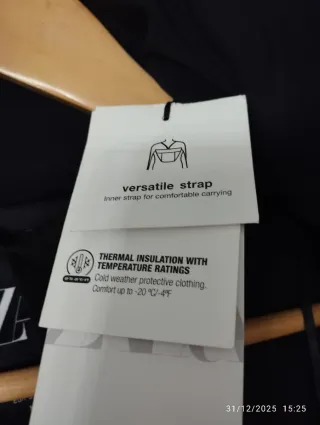 versatile strap
Inner strap for comfortable carrying
THERMAL INSULATION WITH
TEMPERATURE RATINGS
Cold weather protective clothing.
Comfort up to -20 ºC/-4ºF
31/12/2025 15:25